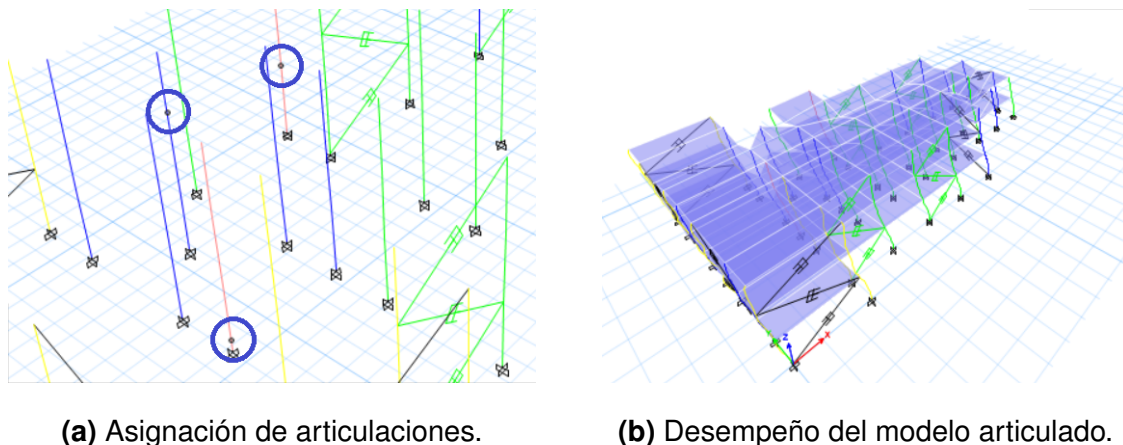 Z
X
(a) Asignación de articulaciones.
(b) Desempeño del modelo articulado.